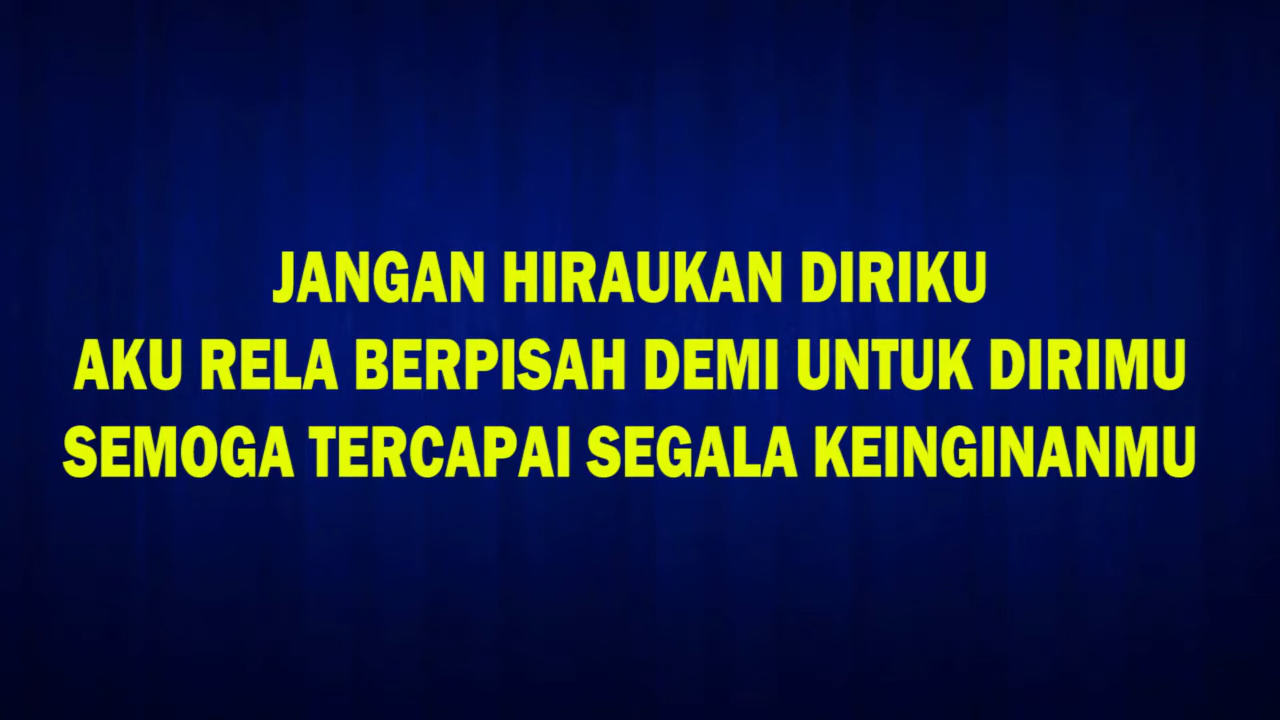 JANGAN HIRAUKAN DIRIKU
AKU RELA BERPISAH DEMI UNTUK DIRIMU
SEMOGA TERCAPAI SEGALA KEINGINANMU